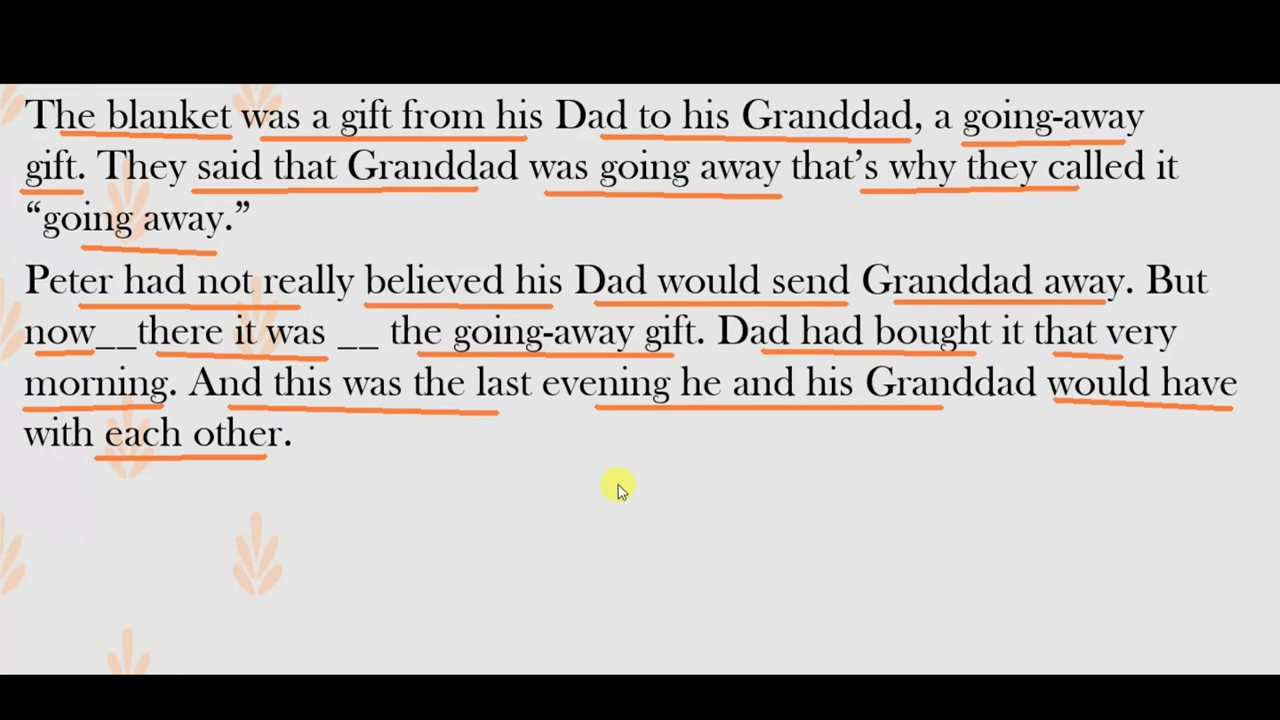 The blanket was a gift from his Dad to his Granddad, a going-away
gift. They said that Granddad was going away that’s why they called it
“going away.”
Peter had not really believed his Dad would send Granddad away. But
now__there it was __ the going-away gift. Dad had bought it that very
morning. And this was the last evening he and his Granddad would have
with each other.